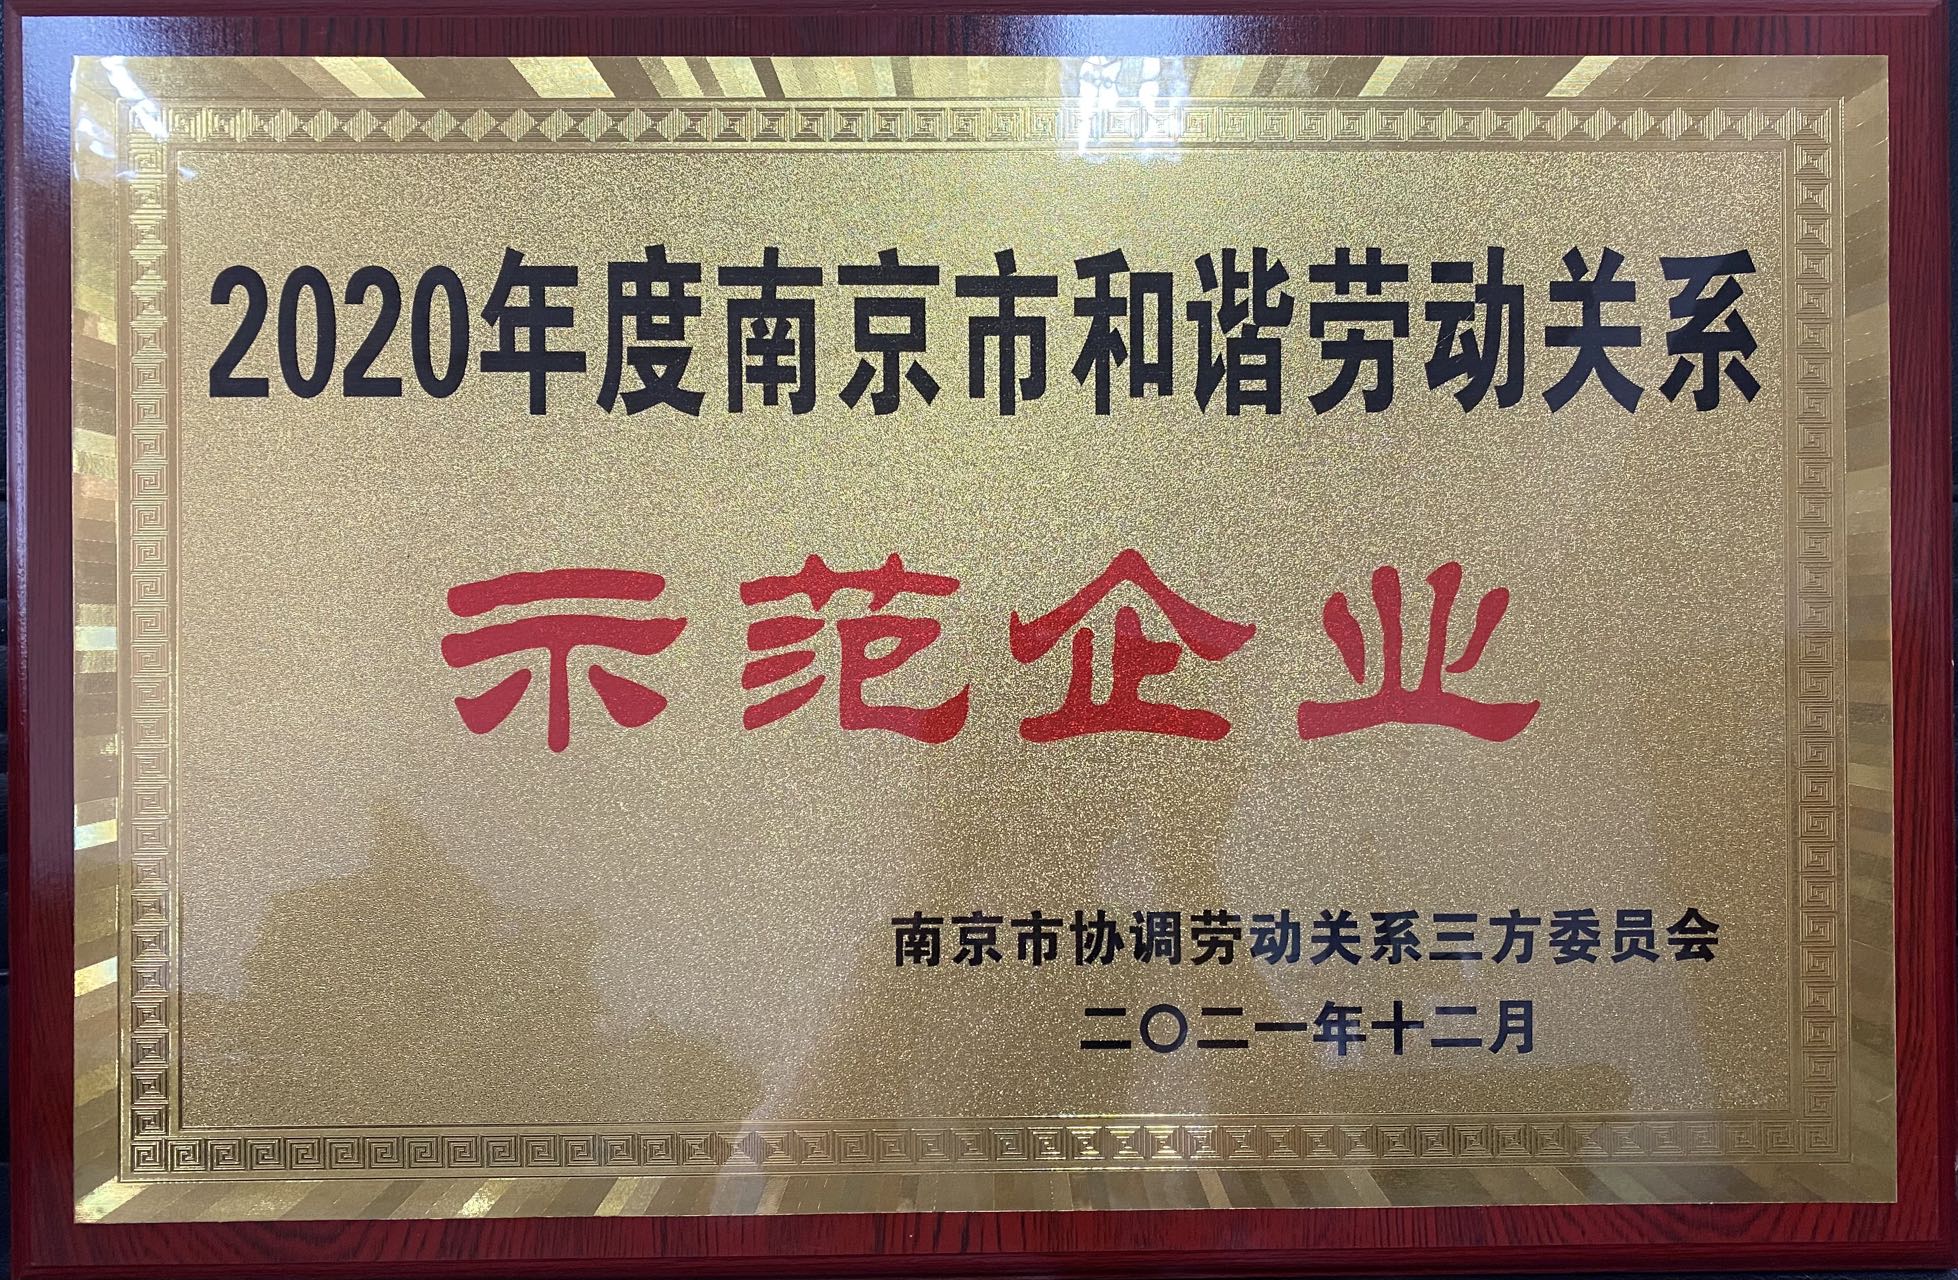 2020年度南京市和谐劳动关系
示范企业
南京市协调劳动关系三方委员会
二〇二一年十二月